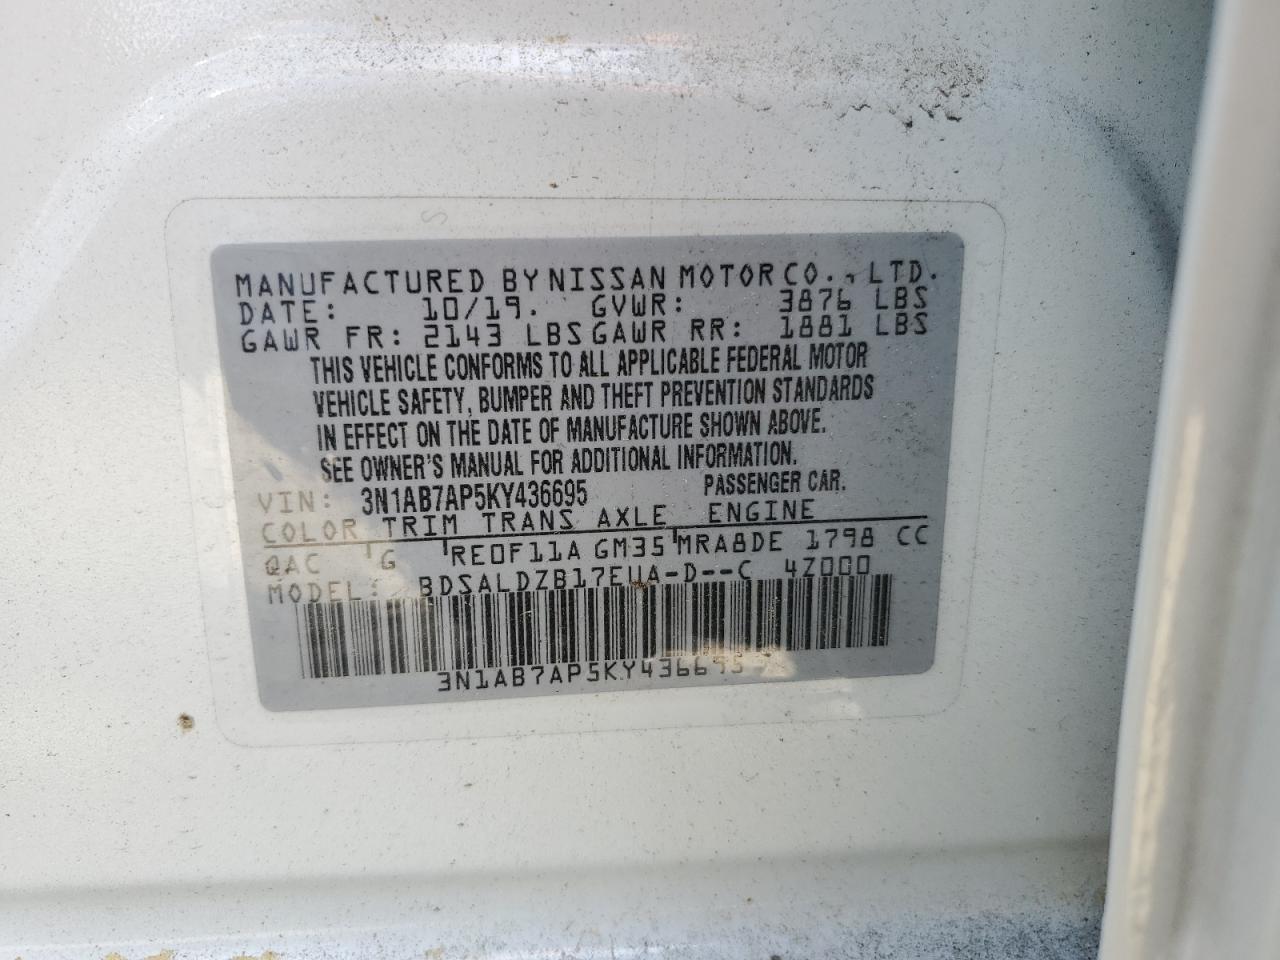 MANUFACTURED BY NISSAN MOTOR CO., LTD.
DATE: 10/19. GVWR: 3876 LBS
GAWR FR: 2143 LBS GAWR RR: 1881 LBS
THIS VEHICLE CONFORMS TO ALL APPLICABLE FEDERAL MOTOR
VEHICLE SAFETY, BUMPER AND THEFT PREVENTION STANDARDS
IN EFFECT ON THE DATE OF MANUFACTURE SHOWN ABOVE.
SEE OWNER'S MANUAL FOR ADDITIONAL INFORMATION.
VIN: 3N1AB7AP5KY436695 PASSENGER CAR.
COLOR TRIM TRANS AXLE ENGINE
QAC G RE0F11A GM35 MRA8DE 1798 CC
MODEL: BDSALDZB17EUA-D--C 4Z000
3N1AB7AP5KY436695